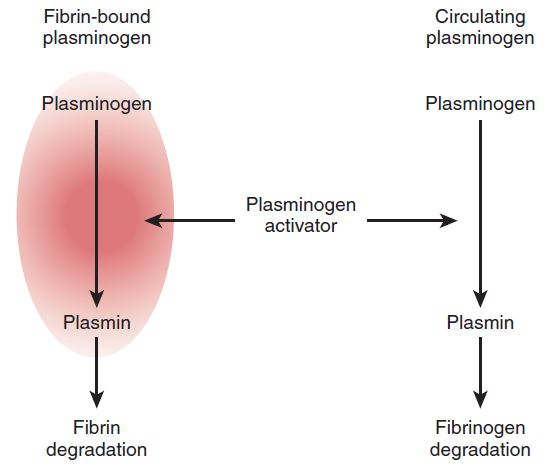 Fibrin-bound
plasminogen
Circulating
plasminogen
Plasminogen
Plasminogen
Plasminogen
activator
Plasmin
Plasmin
Fibrin
degradation
Fibrinogen
degradation